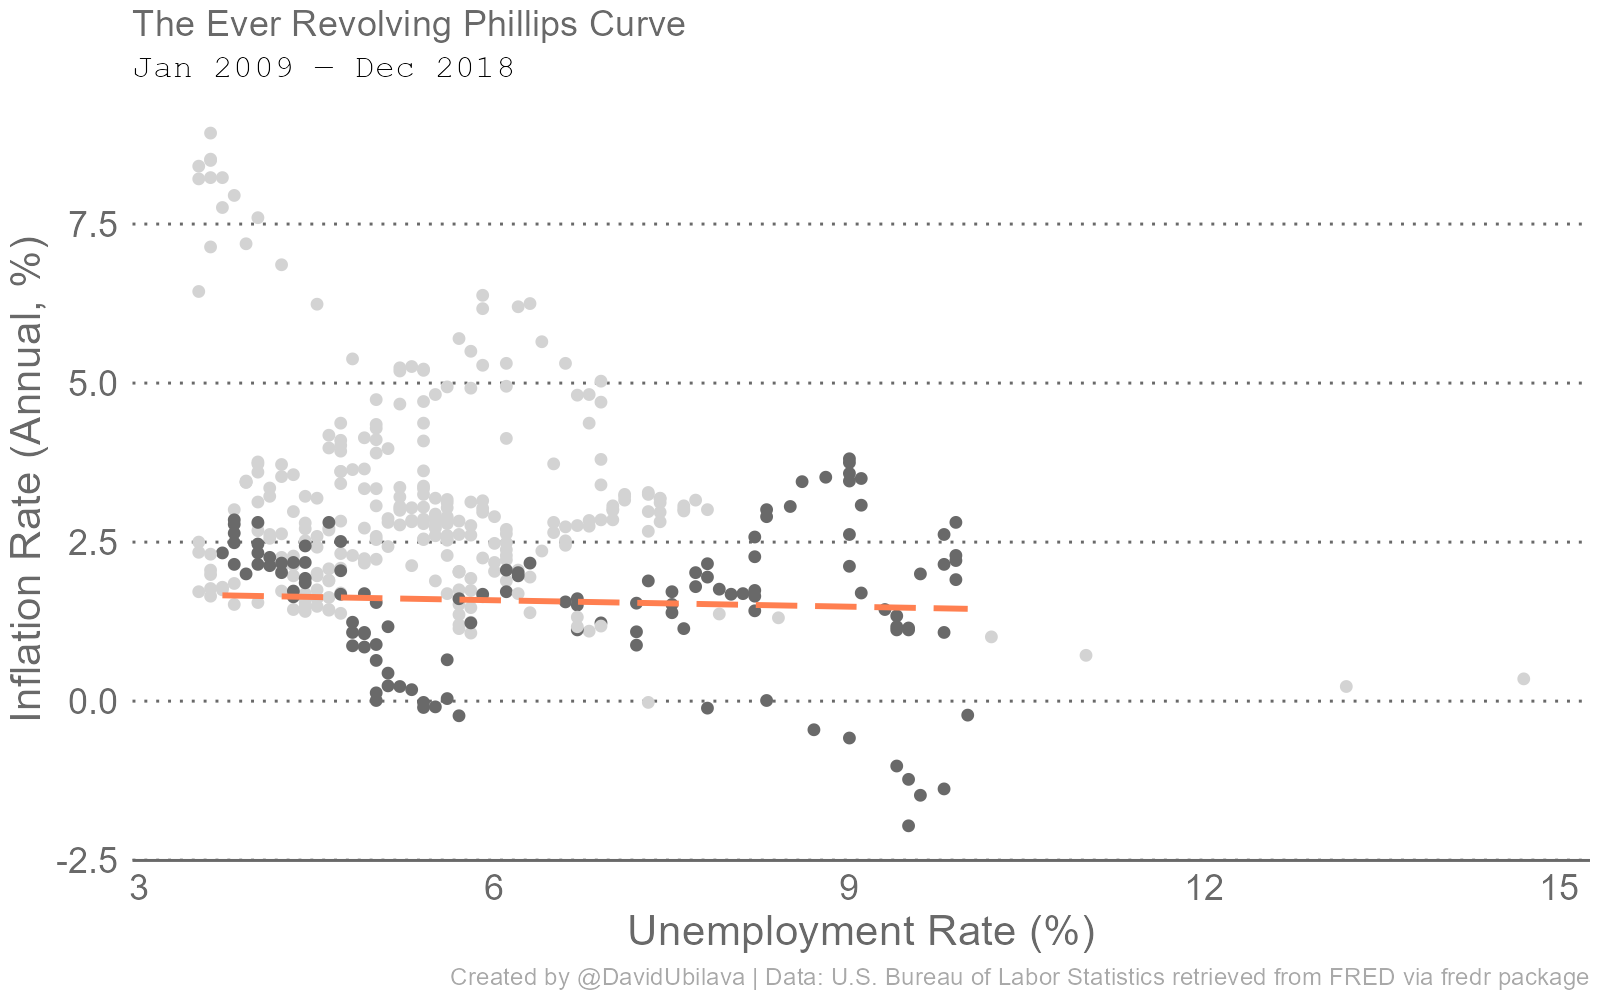 The Ever Revolving Phillips Curve
Jan 2009 — Dec 2018
Inflation Rate (Annual, %)
7.5
5.0
2.5
0.0
-2.5
3 6 9 12 15
Unemployment Rate (%)
Created by @DavidUbilava | Data: U.S. Bureau of Labor Statistics retrieved from FRED via fredr package